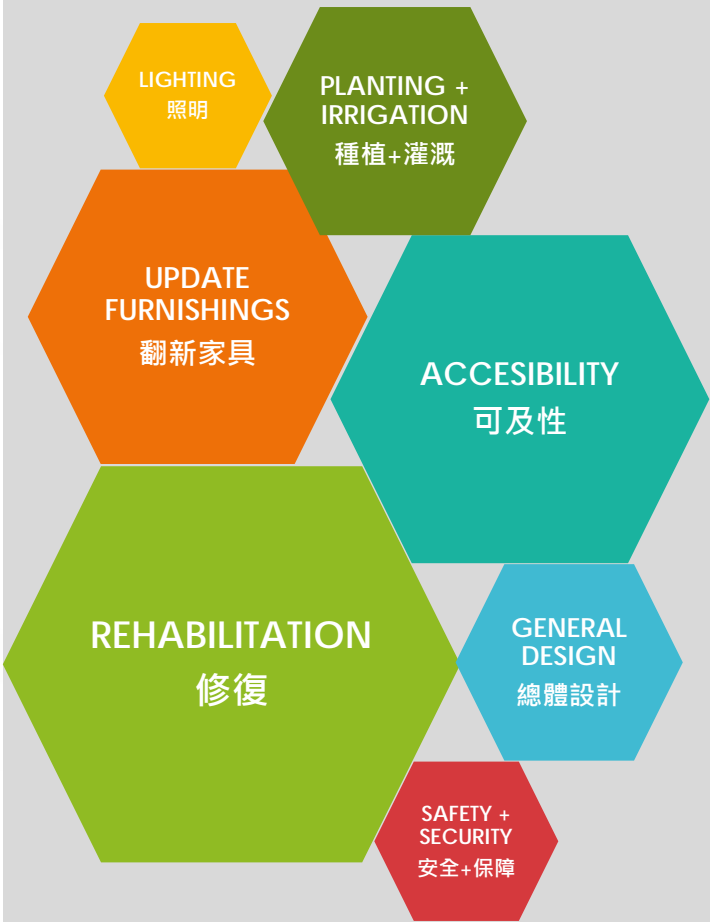 LIGHTING
照明
PLANTING +
IRRIGATION
種植+灌溉
UPDATE
FURNISHINGS
翻新家具
ACCESIBILITY
可及性
REHABILITATION
修復
GENERAL
DESIGN
總體設計
SAFETY +
SECURITY
安全+保障